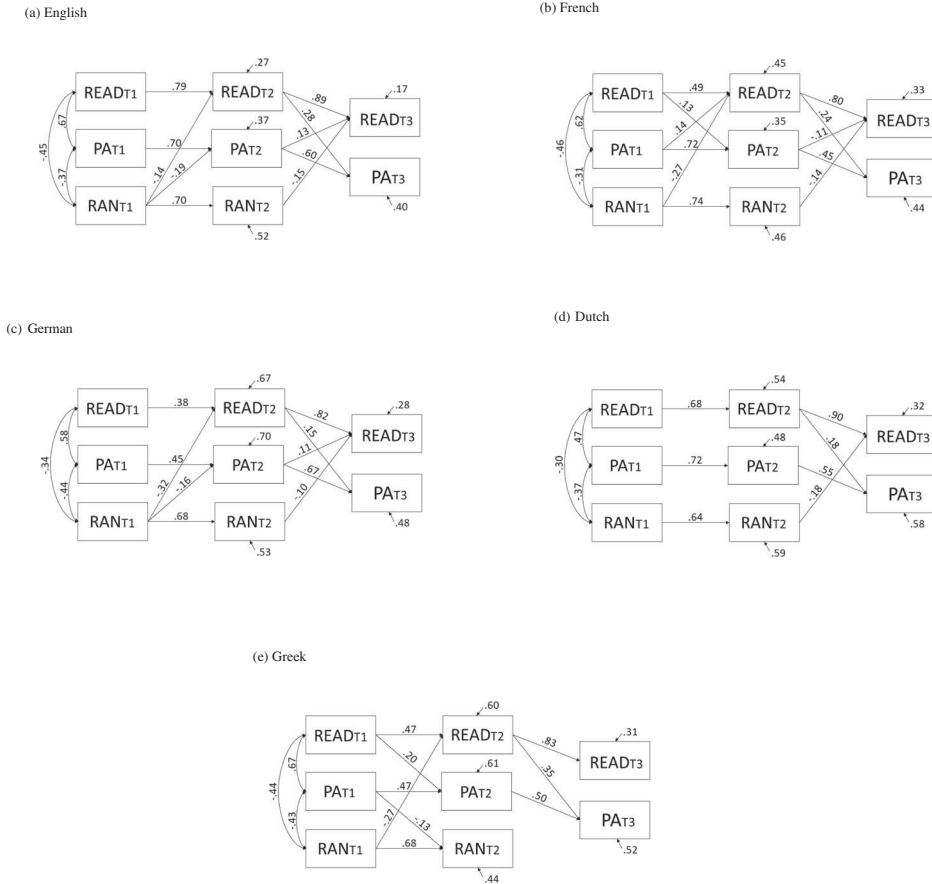 (a) English
.27
READT1
.79
READT2
.89
.17
READT3
.67
-.45
-.37
.37
.28
.13
PAT1
.70
PAT2
.60
-.14
-.19
-.15
PAT3
.40
RANT1
.70
RANT2
.52
(b) French
.45
READT1
.49
READT2
.80
.33
READT3
.62
-.46
-.31
.13
.14
.35
.24
-.11
PAT1
.72
PAT2
.45
-.27
-.14
PAT3
.44
RANT1
.74
RANT2
.46
(c) German
.67
READT1
.38
READT2
.82
.28
READT3
.58
-.34
-.44
.70
.15
.11
PAT1
.45
PAT2
.67
-.32
-.16
-.10
PAT3
.48
RANT1
.68
RANT2
.53
(d) Dutch
.54
READT1
.68
READT2
.90
.32
READT3
.47
-.30
-.37
.48
.18
PAT1
.72
PAT2
.55
-.18
PAT3
.58
RANT1
.64
RANT2
.59
(e) Greek
.60
READT1
.47
READT2
.83
.31
READT3
.67
-.44
-.43
.20
.61
.35
PAT1
.47
PAT2
.50
-.27
-.13
PAT3
.52
RANT1
.68
RANT2
.44